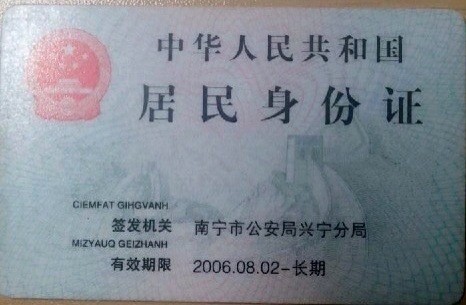 中华人民共和国
居民身份证
CIEMFAT GIHGVANH
签发机关 南宁市公安局兴宁分局
MIZYAUQ GEIZHANH
有效期限 2006.08.02-长期